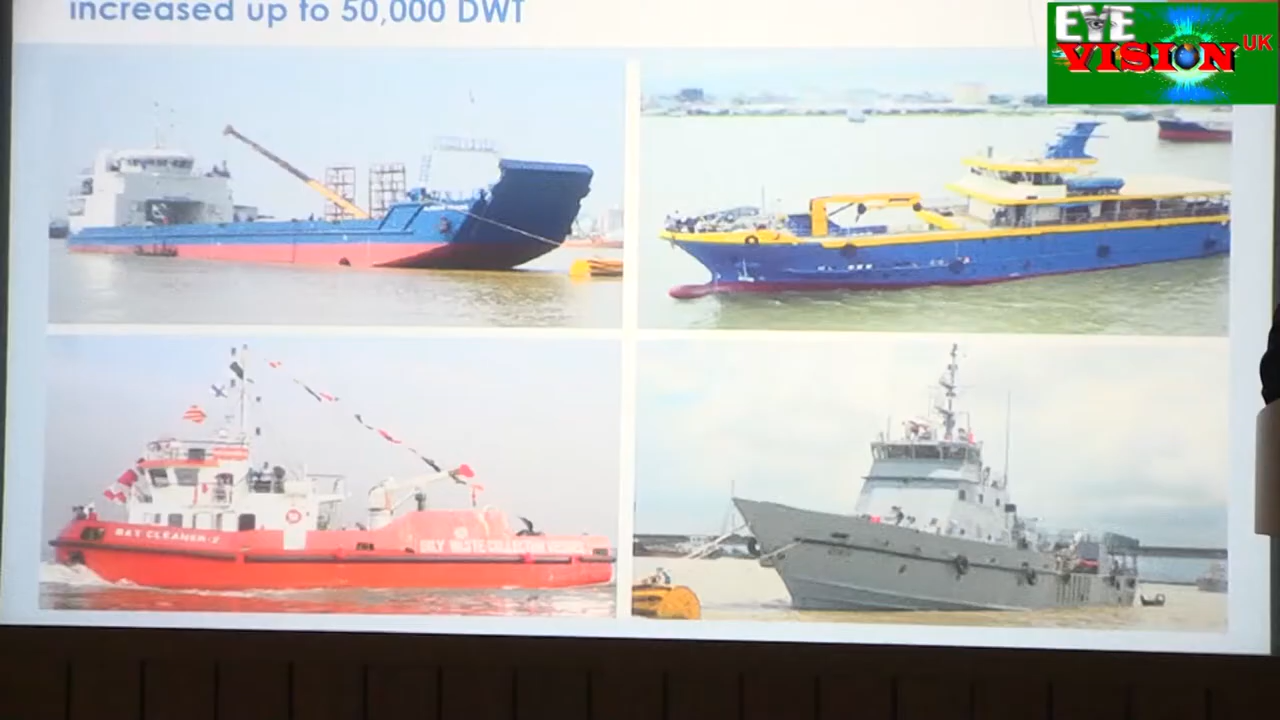 increased up to 50,000 DWT
EYE
VISION UK
BAY CLEANER-2
OILY WASTE COLLECTION VESSEL